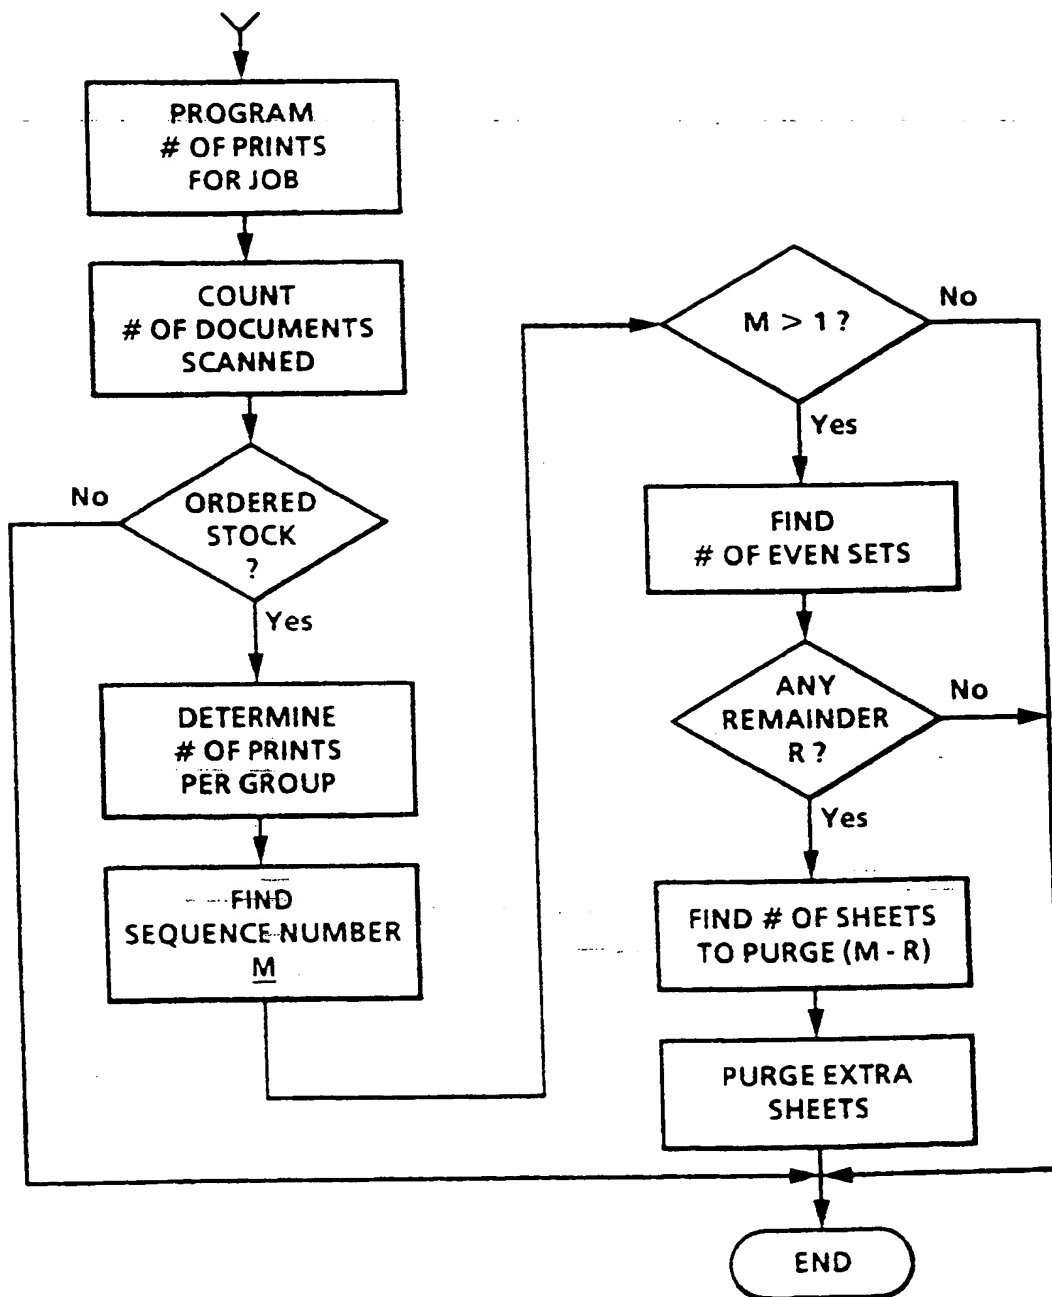 PROGRAM
# OF PRINTS
FOR JOB
COUNT
# OF DOCUMENTS
SCANNED
No
ORDERED
STOCK
?
Yes
DETERMINE
# OF PRINTS
PER GROUP
FIND
SEQUENCE NUMBER
M
M > 1 ?
No
Yes
FIND
# OF EVEN SETS
ANY
REMAINDER
R ?
No
Yes
FIND # OF SHEETS
TO PURGE (M - R)
PURGE EXTRA
SHEETS
END